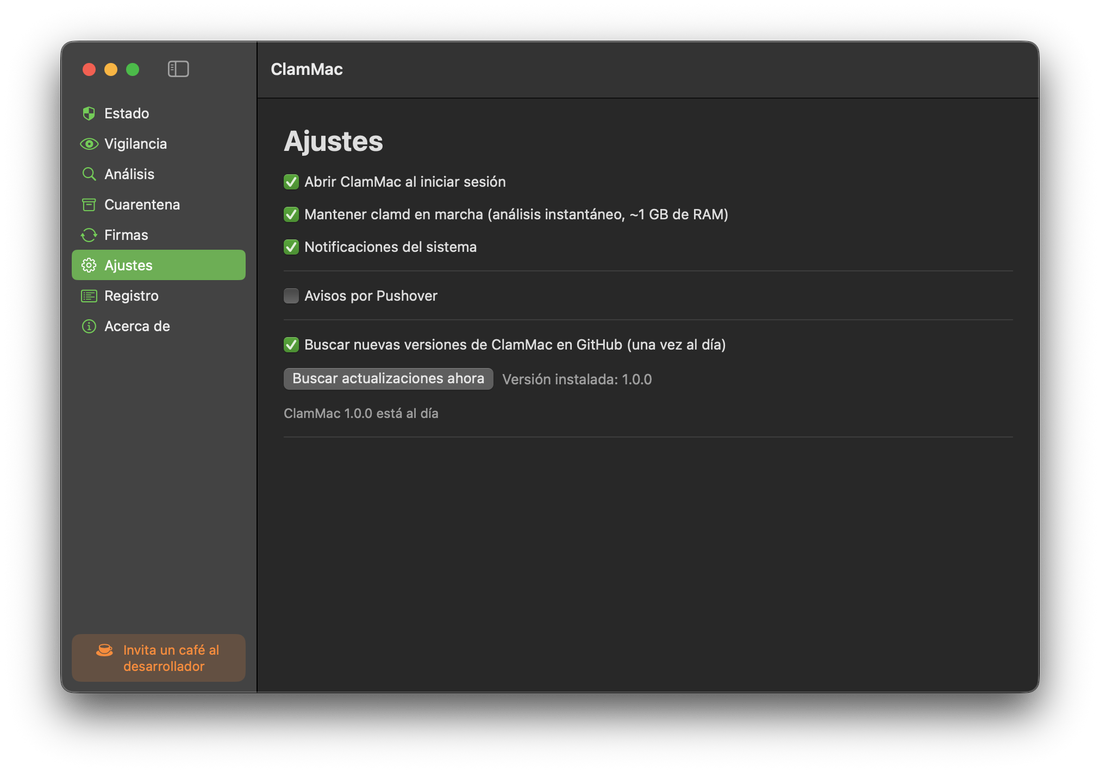 ClamMac
Estado
Vigilancia
Análisis
Cuarentena
Firmas
Ajustes
Registro
Acerca de
Invita un café al
desarrollador
Ajustes
Abrir ClamMac al iniciar sesión
Mantener clamd en marcha (análisis instantáneo, ~1 GB de RAM)
Notificaciones del sistema
Avisos por Pushover
Buscar nuevas versiones de ClamMac en GitHub (una vez al día)
Buscar actualizaciones ahora Versión instalada: 1.0.0
ClamMac 1.0.0 está al día